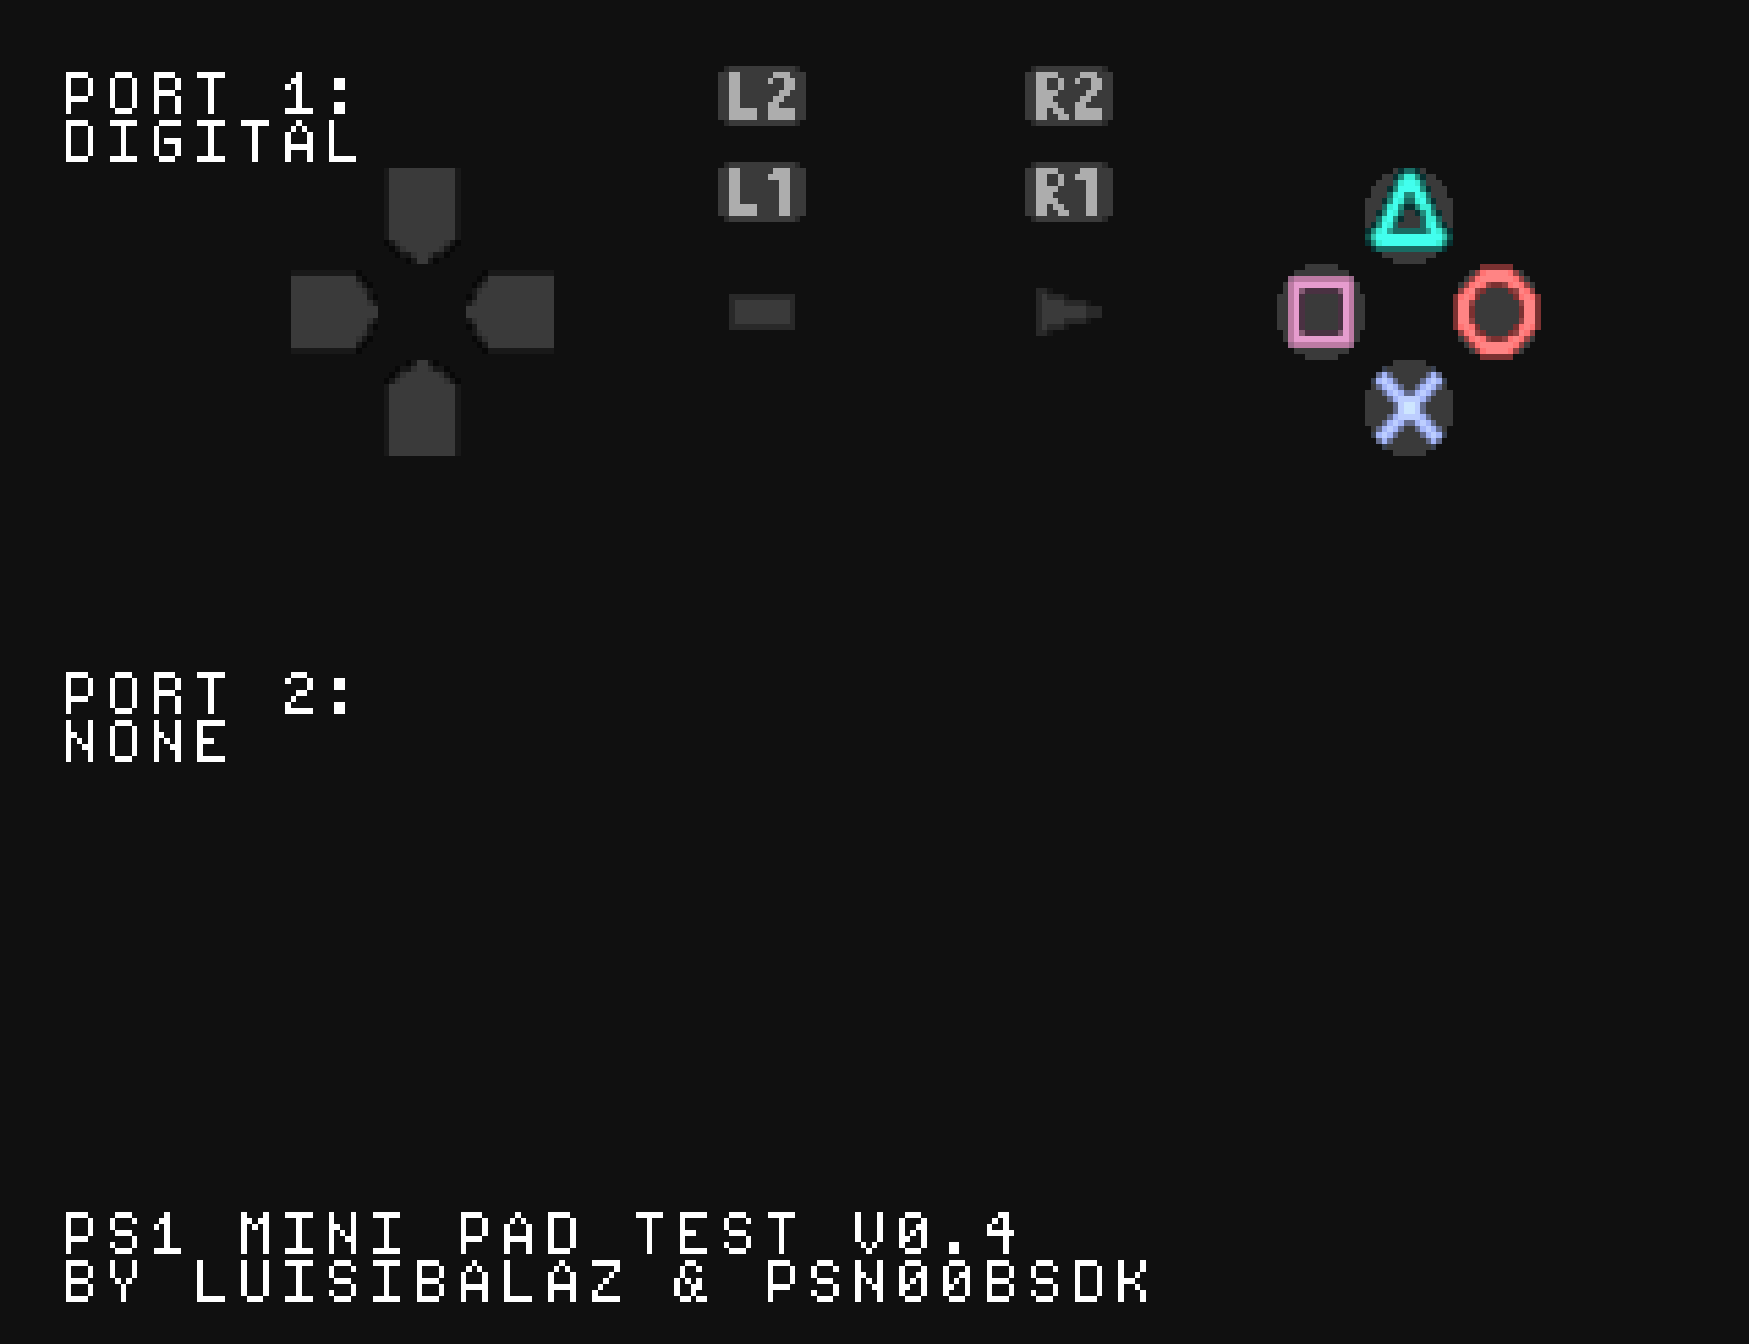 PORT 1:
DIGITAL
L2
R2
L1
R1
PORT 2:
NONE
PS1 MINI PAD TEST V0.4
BY LUISIBALAZ & PSN00BSDK